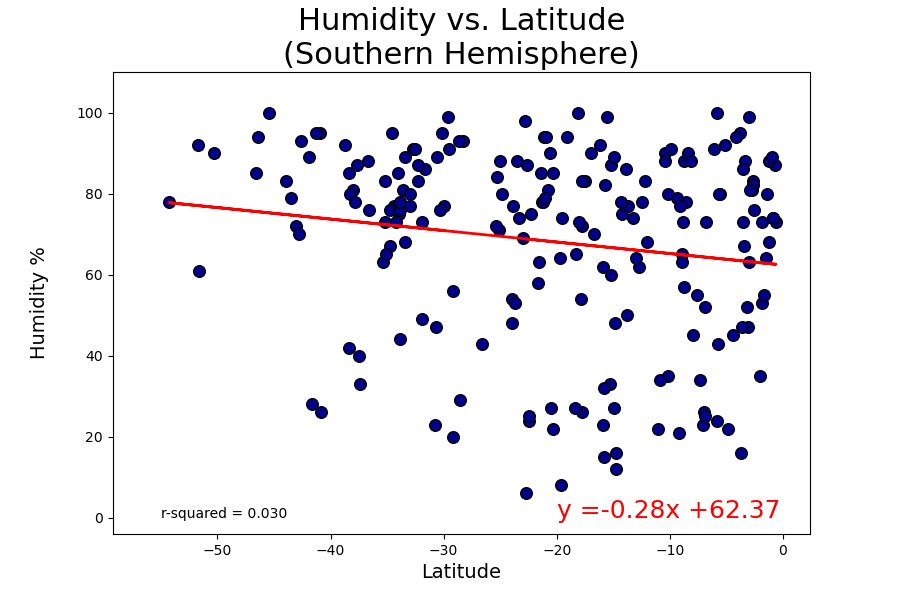 Humidity vs. Latitude
(Southern Hemisphere)
Humidity %
100
80
60
40
20
0
r-squared = 0.030
y =-0.28x +62.37
−50
−40
−30
−20
−10
0
Latitude